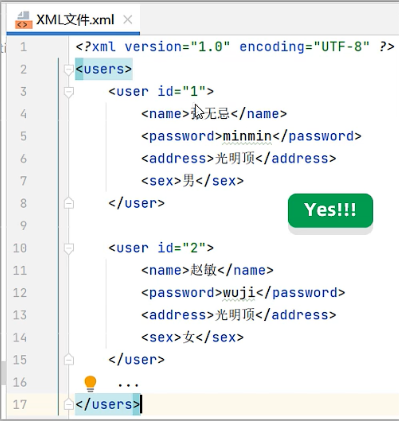 XML文件.xml
1 <?xml version="1.0" encoding="UTF-8" ?>
2 <users>
3 <user id="1">
4 <name>张无忌</name>
5 <password>minmin</password>
6 <address>光明顶</address>
7 <sex>男</sex>
Yes!!!
8 </user>
9
10 <user id="2">
11 <name>赵敏</name>
12 <password>wuji</password>
13 <address>光明顶</address>
14 <sex>女</sex>
15 </user>
16 ...
17 </users>